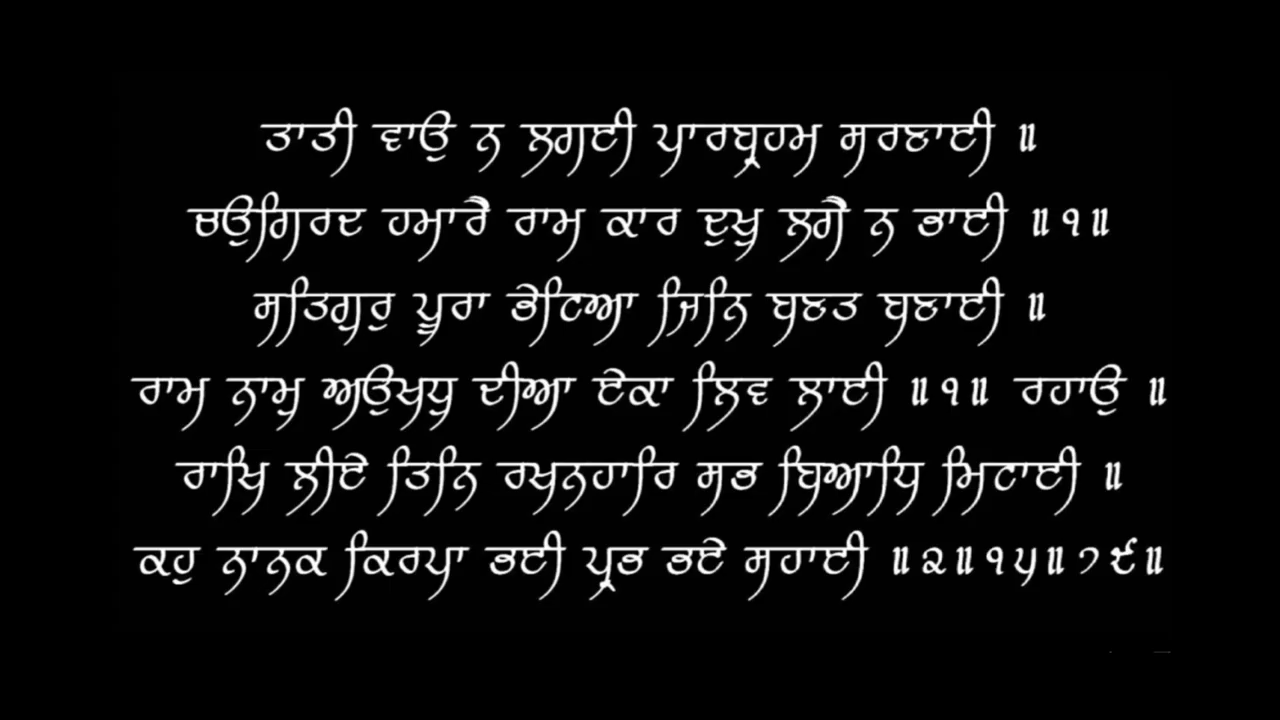 ਤਾਤੀ ਵਾਉ ਨ ਲਗਈ ਪਾਰਬ੍ਰਹਮ ਸਰਣਾਈ ॥
ਚਉਗਿਰਦ ਹਮਾਰੈ ਰਾਮ ਕਾਰ ਦੁਖੁ ਲਗੈ ਨ ਭਾਈ ॥੧॥
ਸਤਿਗੁਰੁ ਪੂਰਾ ਭੇਟਿਆ ਜਿਨਿ ਬਣਤ ਬਣਾਈ ॥
ਰਾਮ ਨਾਮੁ ਅਉਖਧੁ ਦੀਆ ਏਕਾ ਲਿਵ ਲਾਈ ॥੧॥ ਰਹਾਉ ॥
ਰਾਖਿ ਲੀਏ ਤਿਨਿ ਰਖਨਹਾਰਿ ਸਭ ਬਿਆਧਿ ਮਿਟਾਈ ॥
ਕਹੁ ਨਾਨਕ ਕਿਰਪਾ ਭਈ ਪ੍ਰਭ ਭਏ ਸਹਾਈ ॥੨॥੧੫॥੭੯॥